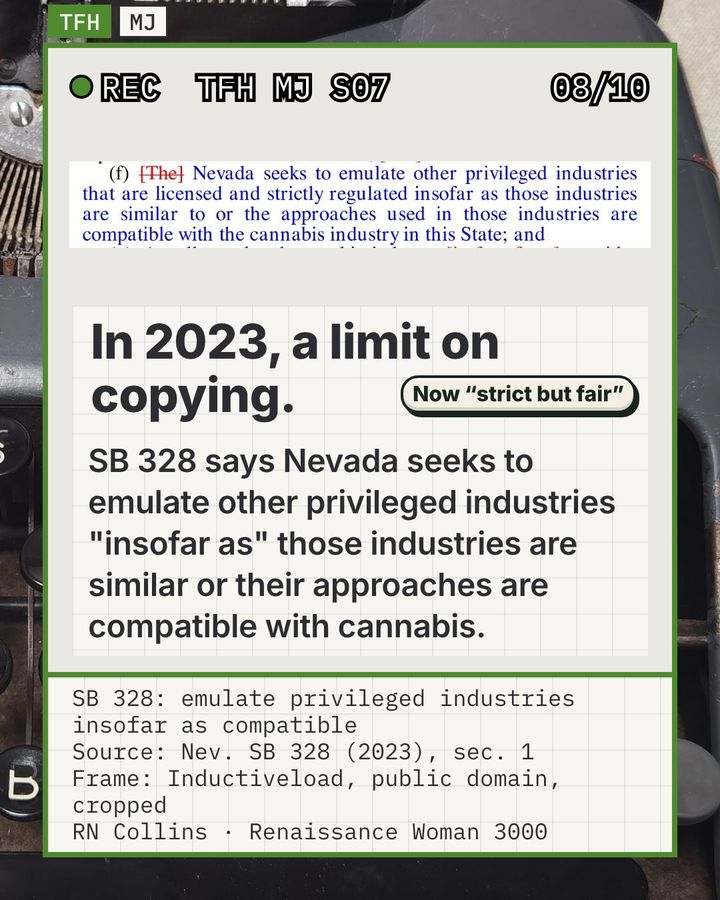 TFH MJ
REC TFH MJ S07 08/10
(f) [The] Nevada seeks to emulate other privileged industries
that are licensed and strictly regulated insofar as those industries
are similar to or the approaches used in those industries are
compatible with the cannabis industry in this State; and
In 2023, a limit on
copying.
Now “strict but fair”
SB 328 says Nevada seeks to
emulate other privileged industries
"insofar as" those industries are
similar or their approaches are
compatible with cannabis.
SB 328: emulate privileged industries
insofar as compatible
Source: Nev. SB 328 (2023), sec. 1
Frame: Inductiveload, public domain,
cropped
RN Collins · Renaissance Woman 3000
B